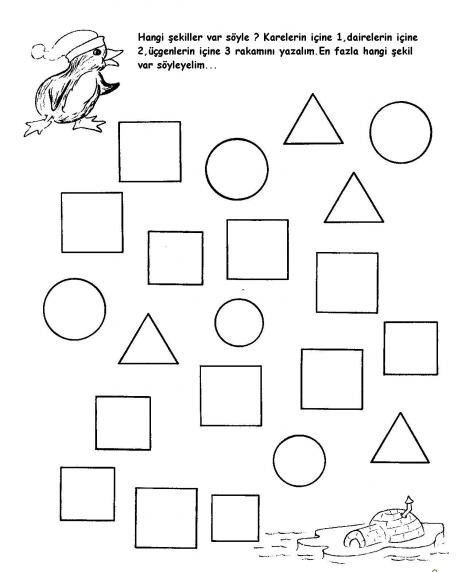 Hangi şekiller var söyle ? Karelerin içine 1,dairelerin içine
2,üçgenlerin içine 3 rakamını yazalım.En fazla hangi şekil
var söyleyelim...